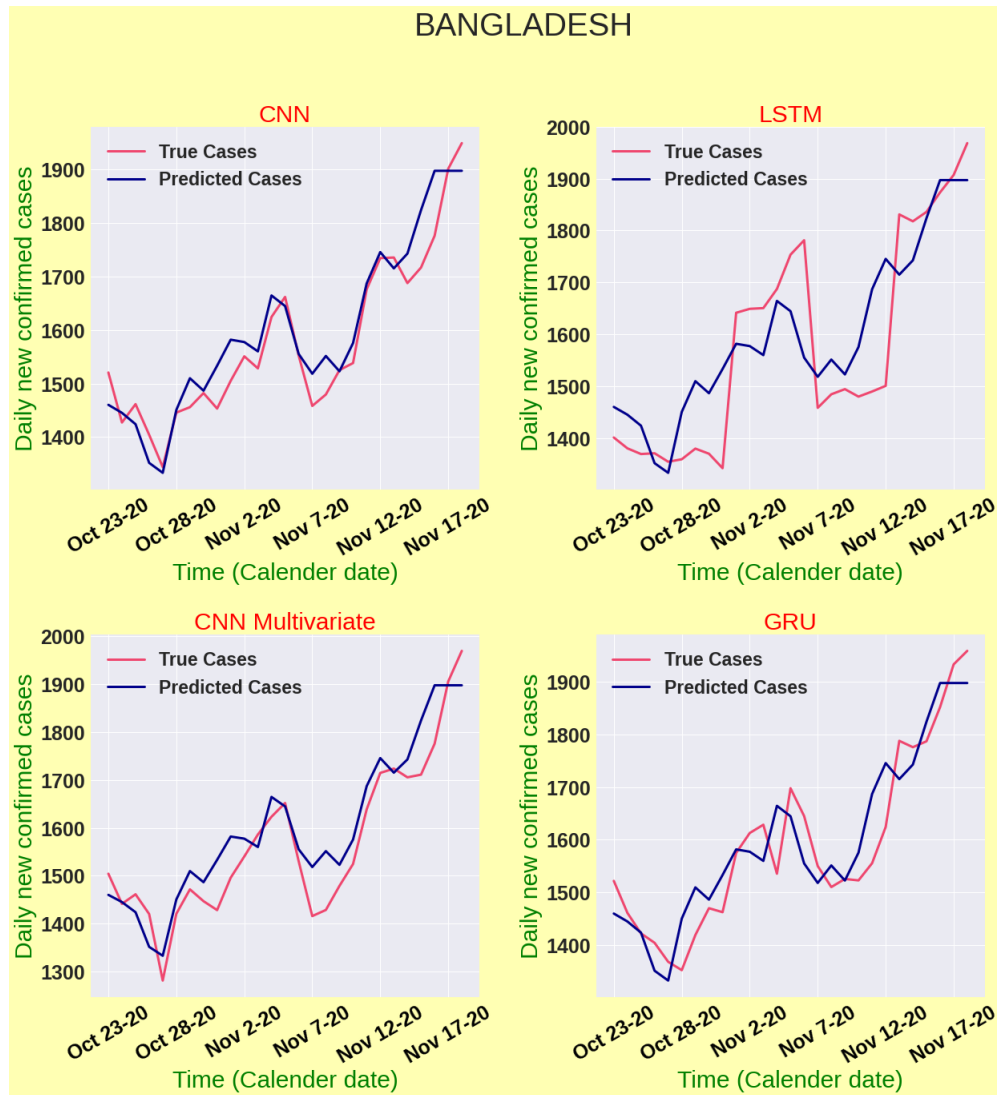 BANGLADESH
CNN
True Cases
Predicted Cases
Daily new confirmed cases
1900
1800
1700
1600
1500
1400
Oct 23-20
Oct 28-20
Nov 2-20
Nov 7-20
Nov 12-20
Nov 17-20
Time (Calender date)
LSTM
True Cases
Predicted Cases
Daily new confirmed cases
2000
1900
1800
1700
1600
1500
1400
Oct 23-20
Oct 28-20
Nov 2-20
Nov 7-20
Nov 12-20
Nov 17-20
Time (Calender date)
CNN Multivariate
True Cases
Predicted Cases
Daily new confirmed cases
2000
1900
1800
1700
1600
1500
1400
1300
Oct 23-20
Oct 28-20
Nov 2-20
Nov 7-20
Nov 12-20
Nov 17-20
Time (Calender date)
GRU
True Cases
Predicted Cases
Daily new confirmed cases
1900
1800
1700
1600
1500
1400
Oct 23-20
Oct 28-20
Nov 2-20
Nov 7-20
Nov 12-20
Nov 17-20
Time (Calender date)